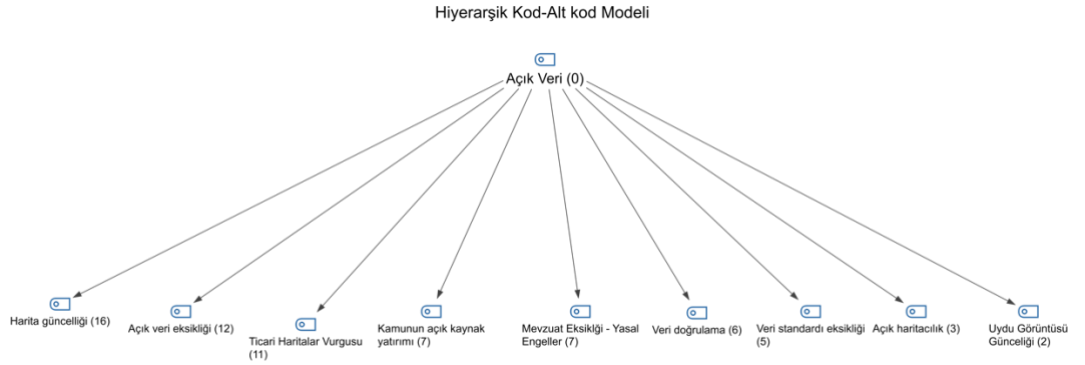 Hiyerarşik Kod-Alt kod Modeli
Açık Veri (0)
Harita güncelliği (16)
Açık veri eksikliği (12)
Ticari Haritalar Vurgusu
(11)
Kamunun açık kaynak
yatırımı (7)
Mevzuat Eksiklği - Yasal
Engeller (7)
Veri doğrulama (6)
Veri standardı eksikliği
(5)
Açık haritacılık (3)
Uydu Görüntüsü
Günceliği (2)